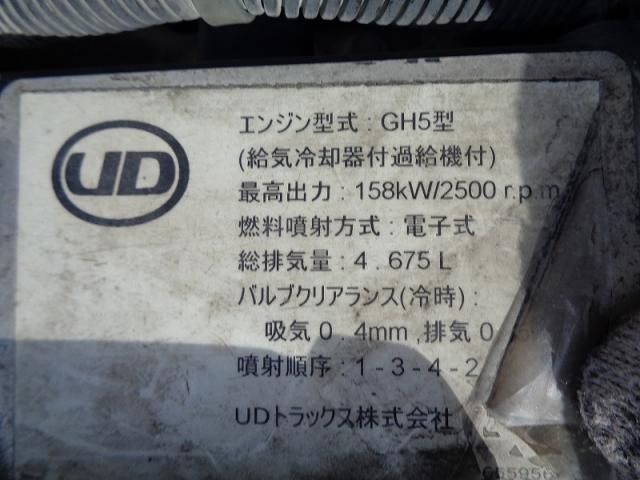 UD
エンジン型式 : GH5型
(給気冷却器付過給機付)
最高出力 : 158kW/2500 r.p.m
燃料噴射方式 : 電子式
総排気量 : 4.675 L
バルブクリアランス(冷時) :
吸気 0.4mm ,排気 0
噴射順序 : 1 - 3 - 4 - 2
UDトラックス株式会社